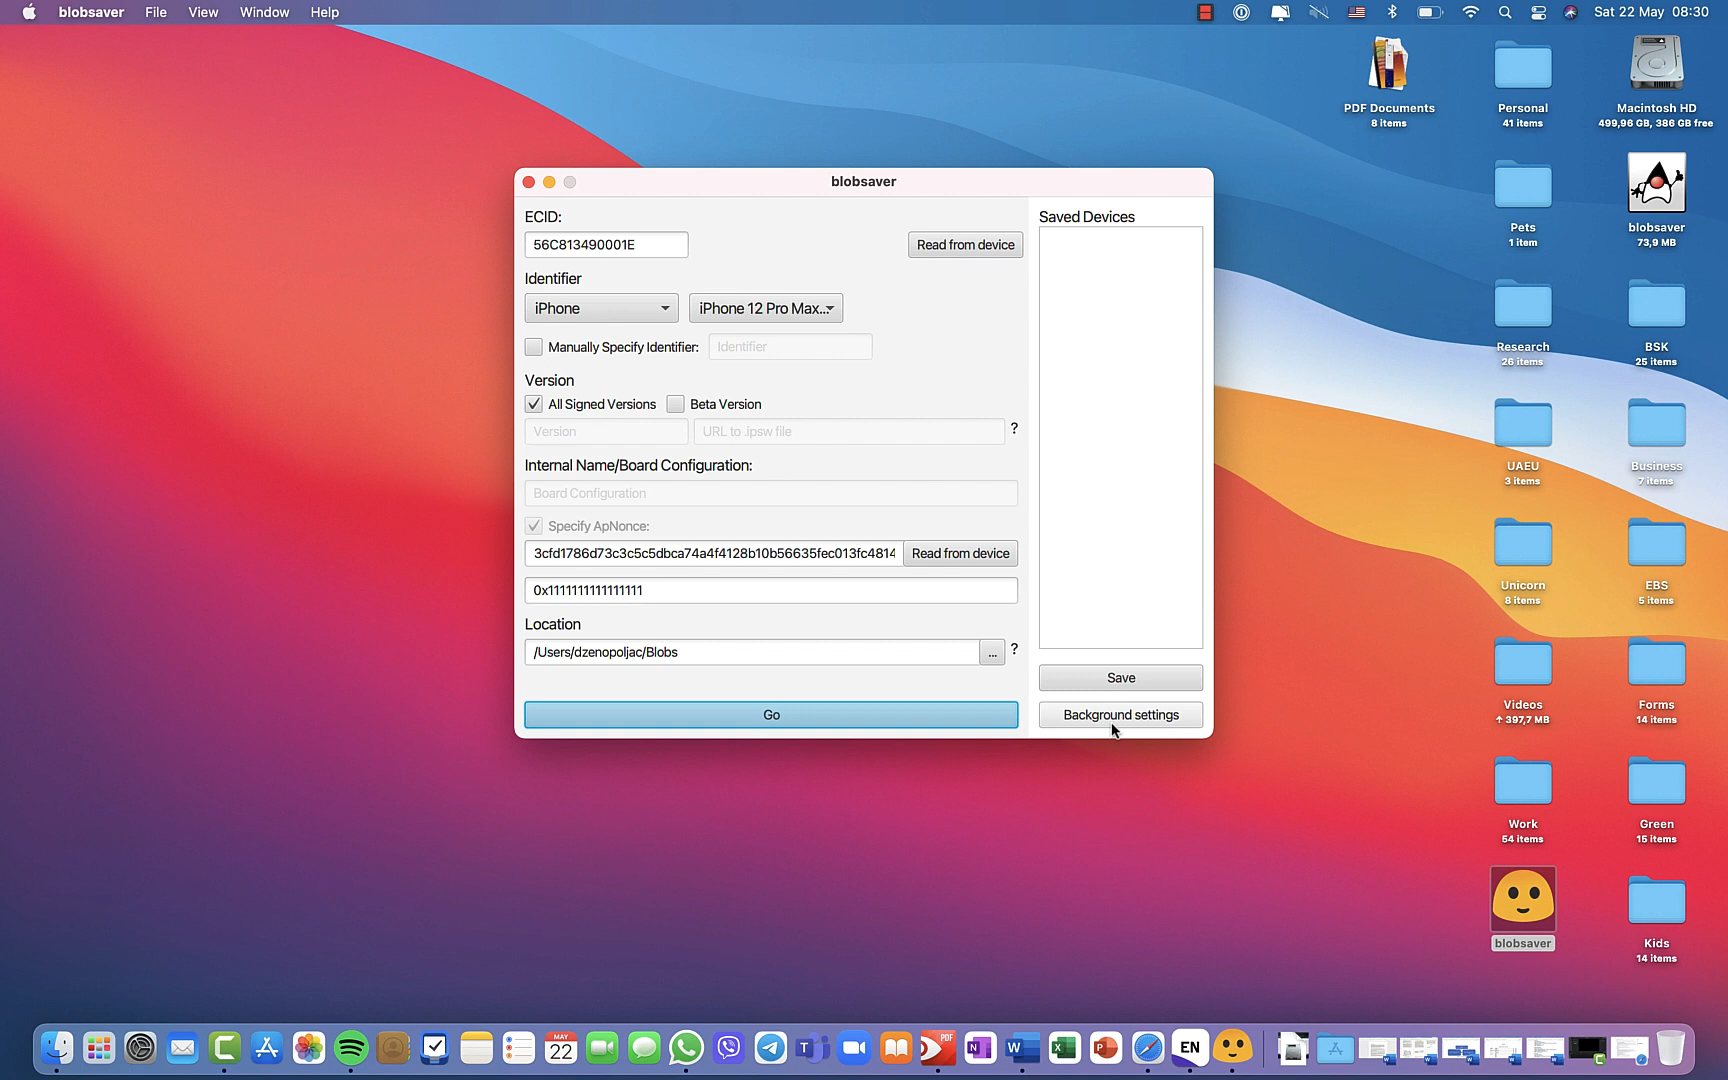 blobsaver File View Window Help
Sat 22 May 08:30
PDF Documents
8 items
Personal
41 items
Macintosh HD
499,96 GB, 386 GB free
Pets
1 item
blobsaver
73,9 MB
Research
26 items
BSK
25 items
UAEU
3 items
Business
7 items
Unicorn
8 items
EBS
5 items
Videos
↑ 397,7 MB
Forms
14 items
Work
54 items
Green
15 items
blobsaver
Kids
14 items
blobsaver
ECID:
56C813490001E
Read from device
Identifier
iPhone
iPhone 12 Pro Max...
Manually Specify Identifier:
Identifier
Version
All Signed Versions
Beta Version
Version
URL to .ipsw file
?
Internal Name/Board Configuration:
Board Configuration
Specify ApNonce:
3cfd1786d73c3c5c5dbca74a4f4128b10b56635fec013fc4814
Read from device
0x1111111111111111
Location
/Users/dzenopoljac/Blobs
...
?
Go
Saved Devices
Save
Background settings
MAY
22
PDF
EN